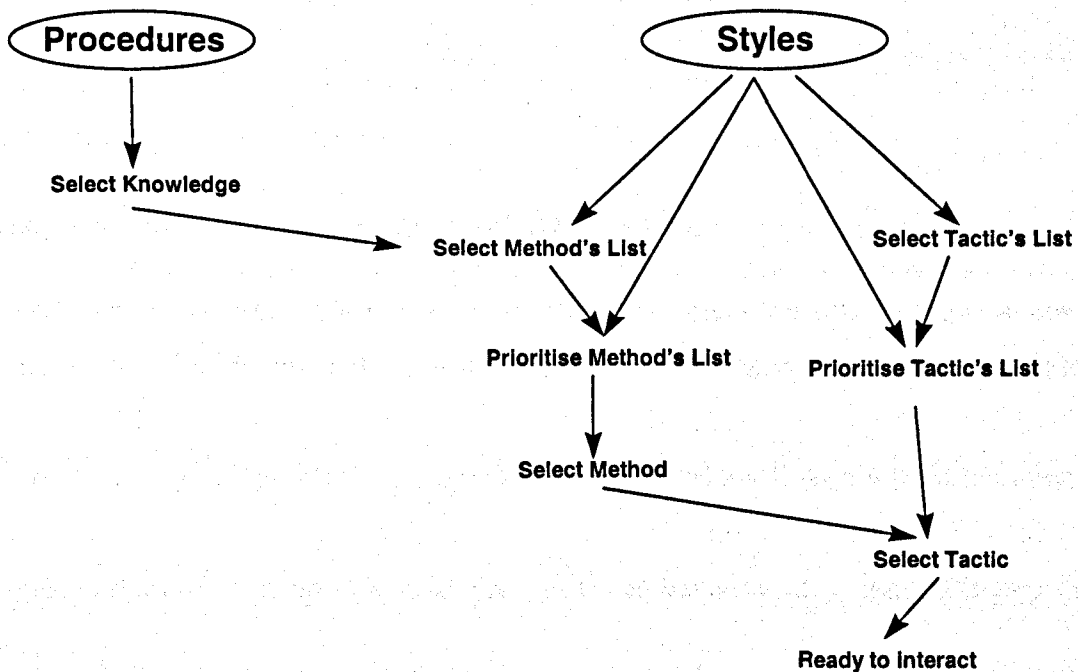 Procedures
Styles
Select Knowledge
Select Method's List
Select Tactic's List
Prioritise Method's List
Prioritise Tactic's List
Select Method
Select Tactic
Ready to interact